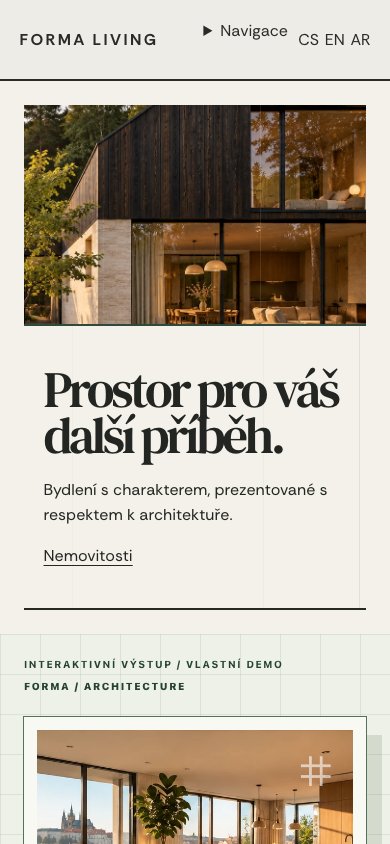 FORMA LIVING
▶ Navigace
CS EN AR
Prostor pro váš
další příběh.
Bydlení s charakterem, prezentované s
respektem k architektuře.
Nemovitosti
INTERAKTIVNÍ VÝSTUP / VLASTNÍ DEMO
FORMA / ARCHITECTURE